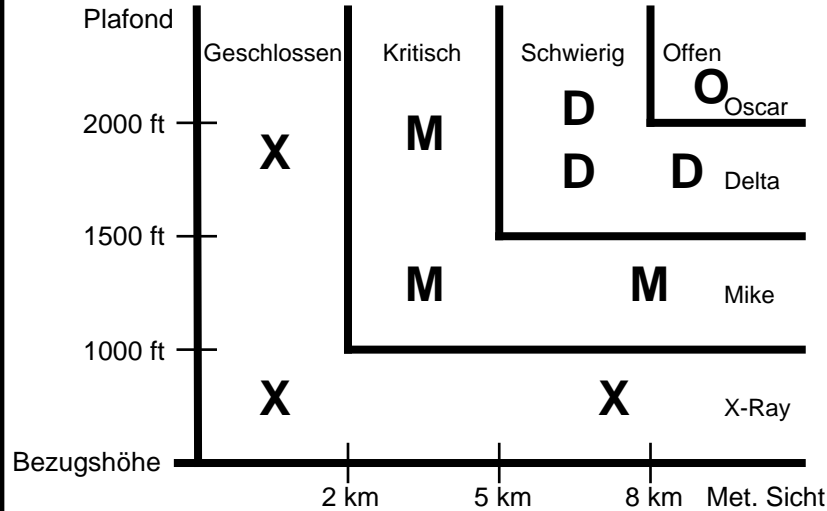 Plafond
Geschlossen Kritisch Schwierig Offen
O Oscar
2000 ft X M D
D D Delta
1500 ft
M M Mike
1000 ft
X X X-Ray
Bezugshöhe
2 km 5 km 8 km Met. Sicht